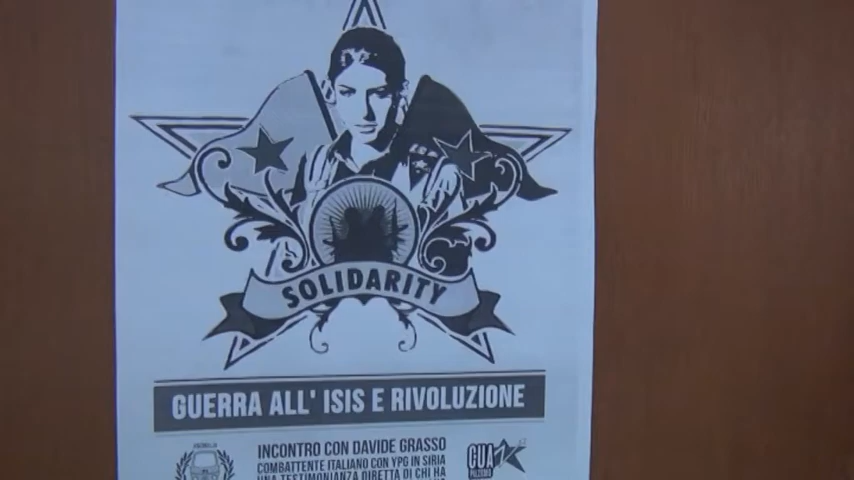 SOLIDARITY
GUERRA ALL' ISIS E RIVOLUZIONE
INCONTRO CON DAVIDE GRASSO
COMBATTENTE ITALIANO CON YPG IN SIRIA
UNA TESTIMONIANZA DIRETTA DI CHI HA
CUA